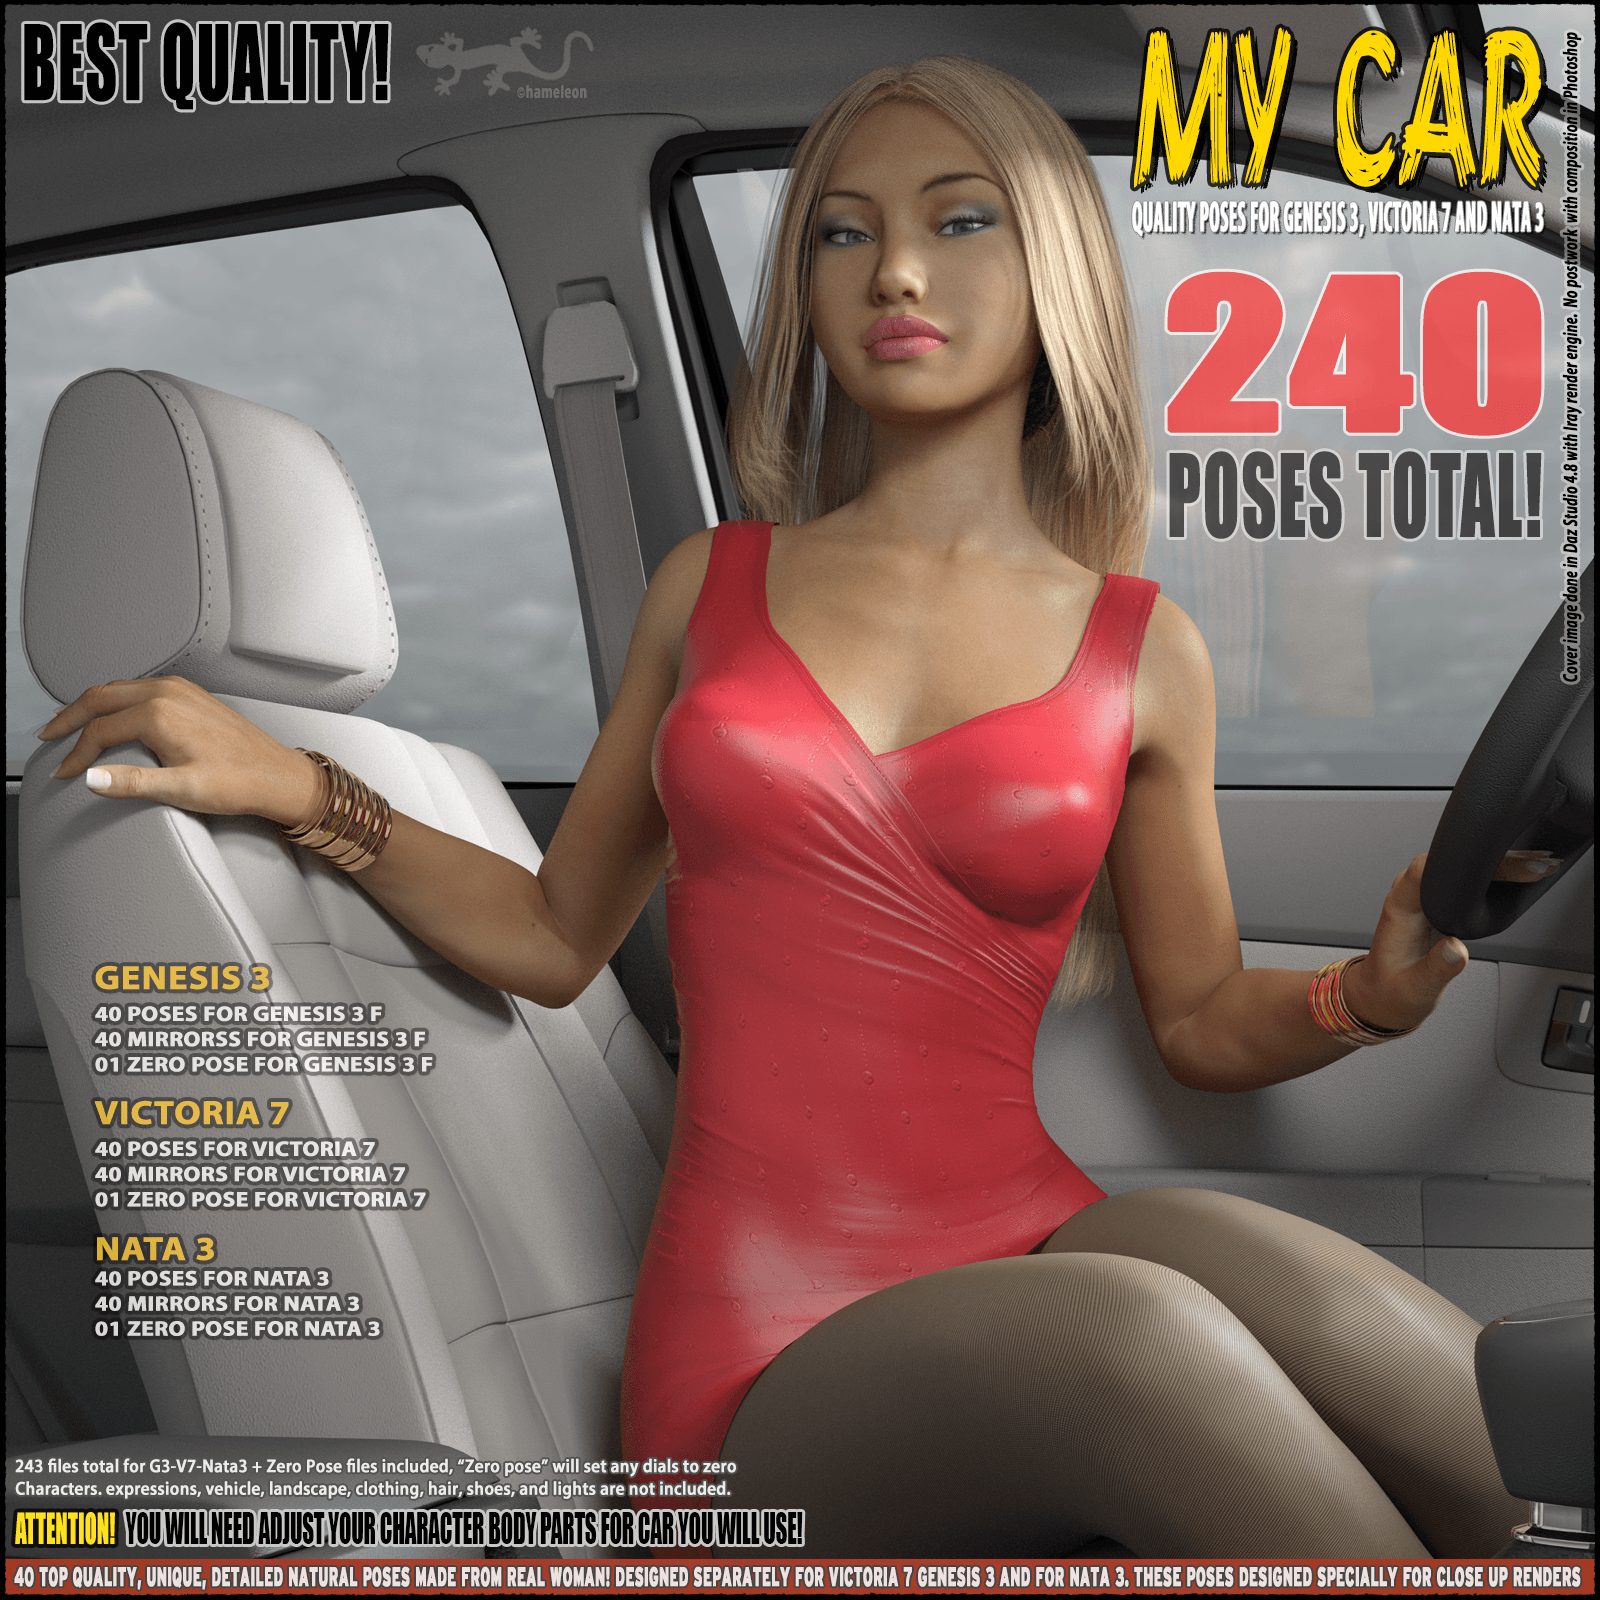 BEST QUALITY!
©hameleon
MY CAR
QUALITY POSES FOR GENESIS 3, VICTORIA 7 AND NATA 3
240
POSES TOTAL!
Cover image done in Daz Studio 4.8 with Iray render engine. No postwork with composition in Photoshop
GENESIS 3
40 POSES FOR GENESIS 3 F
40 MIRRORSS FOR GENESIS 3 F
01 ZERO POSE FOR GENESIS 3 F
VICTORIA 7
40 POSES FOR VICTORIA 7
40 MIRRORS FOR VICTORIA 7
01 ZERO POSE FOR VICTORIA 7
NATA 3
40 POSES FOR NATA 3
40 MIRRORS FOR NATA 3
01 ZERO POSE FOR NATA 3
243 files total for G3-V7-Nata3 + Zero Pose files included, “Zero pose” will set any dials to zero
Characters. expressions, vehicle, landscape, clothing, hair, shoes, and lights are not included.
ATTENTION! YOU WILL NEED ADJUST YOUR CHARACTER BODY PARTS FOR CAR YOU WILL USE!
40 TOP QUALITY, UNIQUE, DETAILED NATURAL POSES MADE FROM REAL WOMAN! DESIGNED SEPARATELY FOR VICTORIA 7 GENESIS 3 AND FOR NATA 3. THESE POSES DESIGNED SPECIALLY FOR CLOSE UP RENDERS